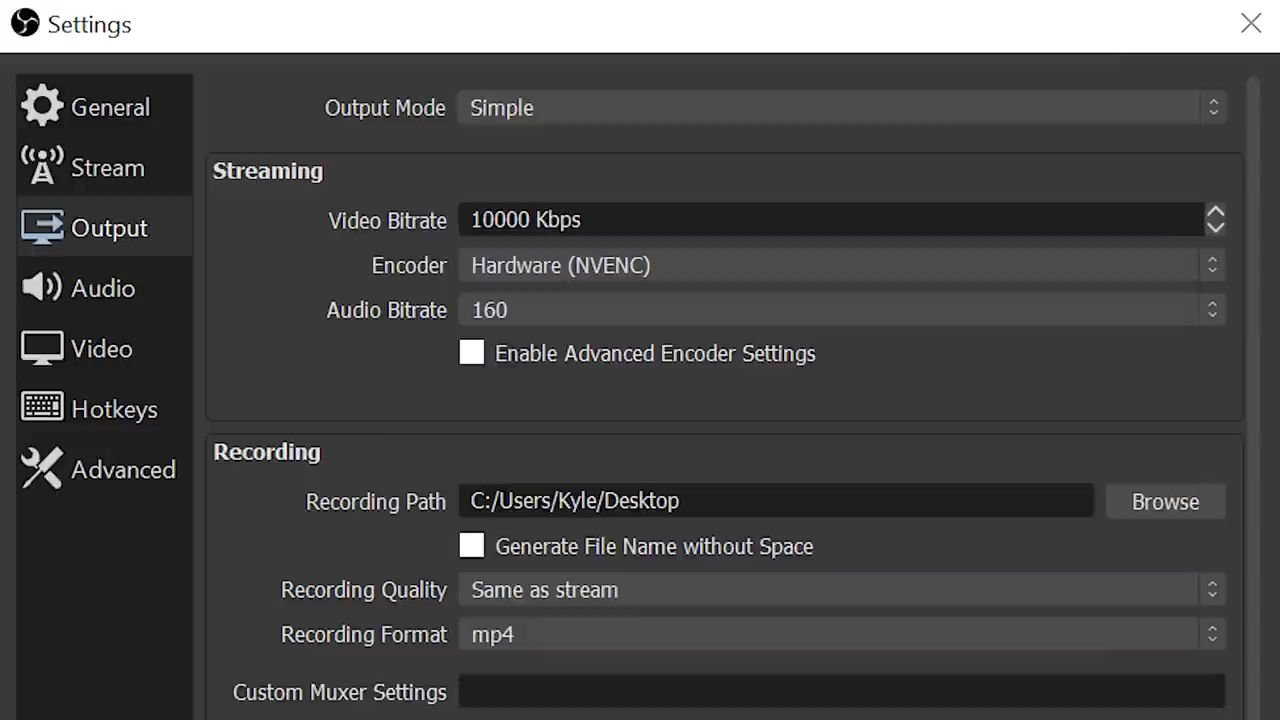 Settings
General
Stream
Output
Audio
Video
Hotkeys
Advanced
Output Mode Simple
Streaming
Video Bitrate 10000 Kbps
Encoder Hardware (NVENC)
Audio Bitrate 160
Enable Advanced Encoder Settings
Recording
Recording Path C:/Users/Kyle/Desktop Browse
Generate File Name without Space
Recording Quality Same as stream
Recording Format mp4
Custom Muxer Settings